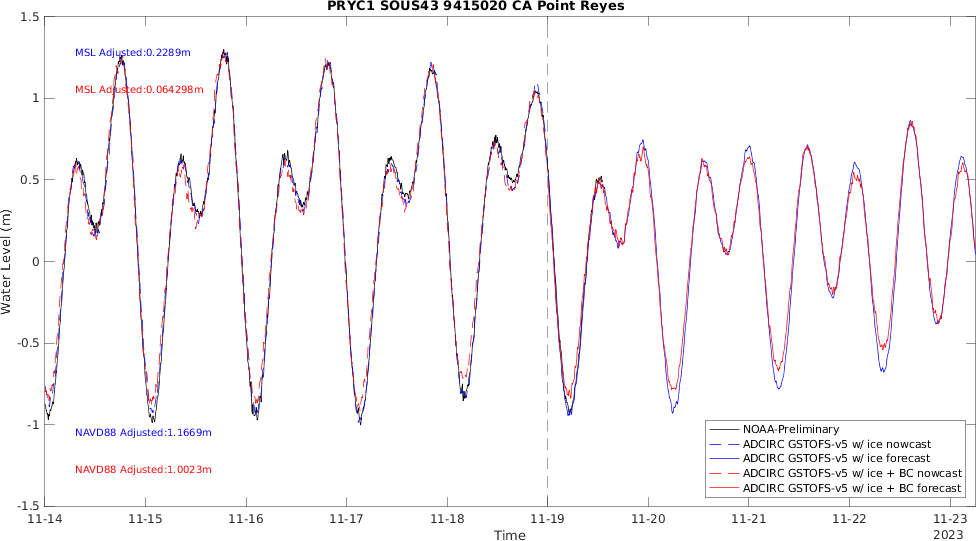 PRYC1 SOUS43 9415020 CA Point Reyes
1.5
1
0.5
0
-0.5
-1
-1.5
Water Level (m)
MSL Adjusted:0.2289m
MSL Adjusted:0.064298m
NAVD88 Adjusted:1.1669m
NAVD88 Adjusted:1.0023m
NOAA-Preliminary
ADCIRC GSTOFS-v5 w/ ice nowcast
ADCIRC GSTOFS-v5 w/ ice forecast
ADCIRC GSTOFS-v5 w/ ice + BC nowcast
ADCIRC GSTOFS-v5 w/ ice + BC forecast
11-14 11-15 11-16 11-17 11-18 11-19 11-20 11-21 11-22 11-23
2023
Time